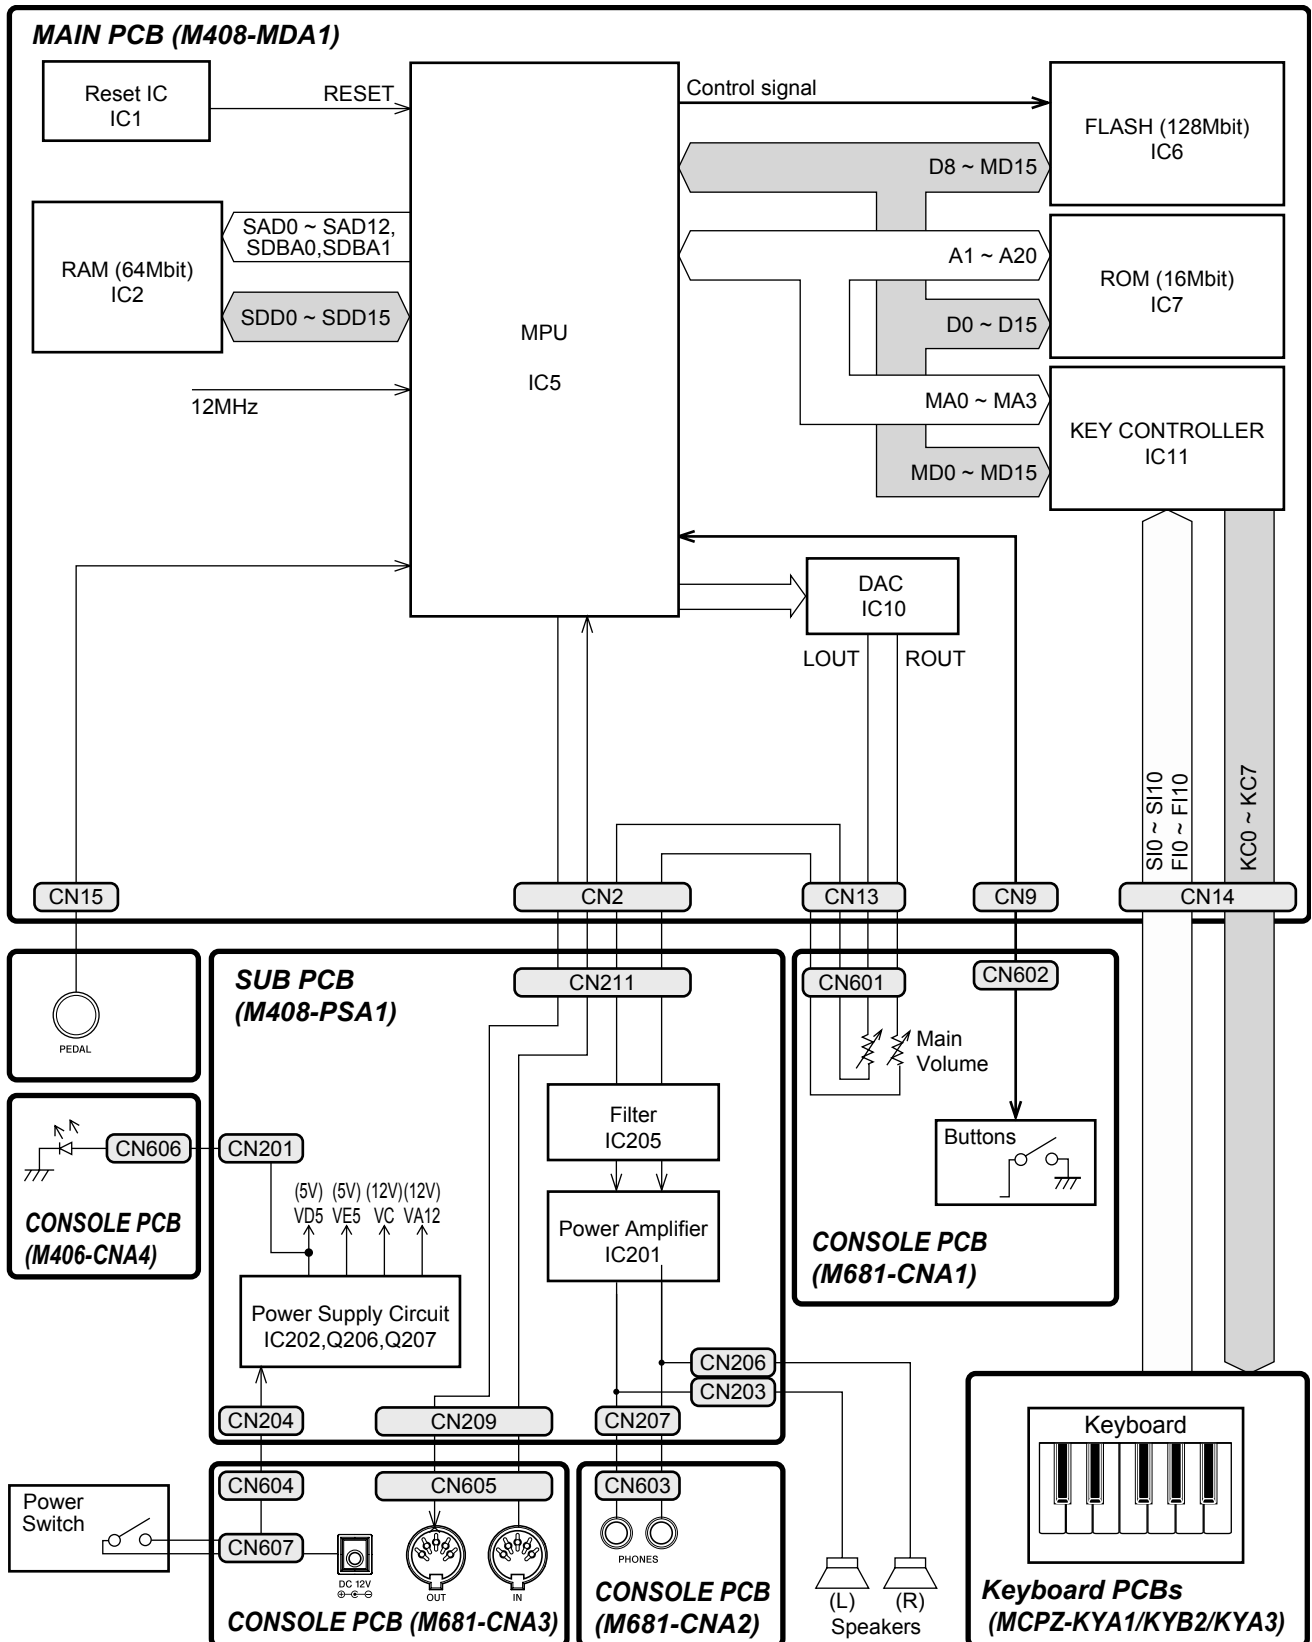 MAIN PCB (M408-MDA1)
Reset IC
IC1
RESET
Control signal
FLASH (128Mbit)
IC6
D8 ~ MD15
SAD0 ~ SAD12,
SDBA0,SDBA1
RAM (64Mbit)
IC2
SDD0 ~ SDD15
MPU
IC5
A1 ~ A20
ROM (16Mbit)
IC7
D0 ~ D15
12MHz
MA0 ~ MA3
KEY CONTROLLER
IC11
MD0 ~ MD15
DAC
IC10
LOUT
ROUT
SI0 ~ SI10
FI0 ~ FI10
KC0 ~ KC7
CN15
CN2
CN13
CN9
CN14
PEDAL
SUB PCB
(M408-PSA1)
CN211
CN601
CN602
Main
Volume
Filter
IC205
Buttons
CN606
CN201
CONSOLE PCB
(M406-CNA4)
(5V) (5V) (12V)(12V)
VD5 VE5 VC VA12
Power Amplifier
IC201
CONSOLE PCB
(M681-CNA1)
Power Supply Circuit
IC202,Q206,Q207
CN206
CN203
CN204
CN209
CN207
Keyboard
CN604
CN605
CN603
Power
Switch
CN607
DC 12V
OUT
IN
PHONES
CONSOLE PCB (M681-CNA3)
CONSOLE PCB
(M681-CNA2)
(L)
(R)
Speakers
Keyboard PCBs
(MCPZ-KYA1/KYB2/KYA3)